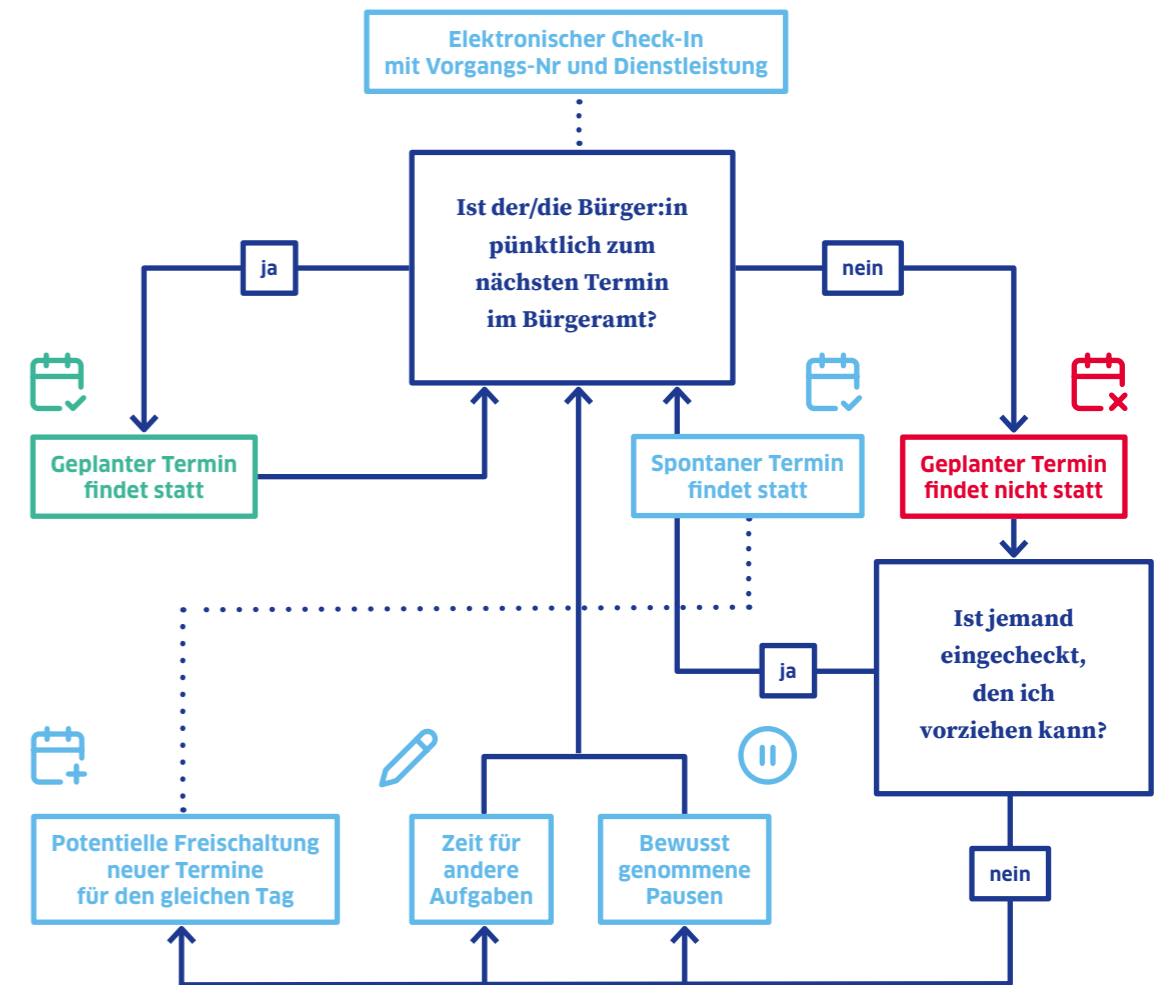 Elektronischer Check-In
mit Vorgangs-Nr und Dienstleistung
Ist der/die Bürger:in
pünktlich zum
nächsten Termin
im Bürgeramt?
ja
nein
Geplanter Termin
findet statt
Spontaner Termin
findet statt
Geplanter Termin
findet nicht statt
Ist jemand
eingecheckt,
den ich
vorziehen kann?
ja
nein
Potentielle Freischaltung
neuer Termine
für den gleichen Tag
Zeit für
andere
Aufgaben
Bewusst
genommene
Pausen